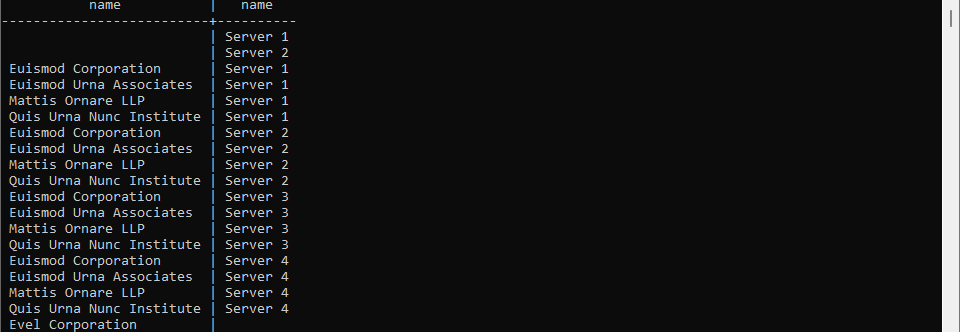 name | name
--------------------------+----------
| Server 1
| Server 2
Euismod Corporation | Server 1
Euismod Urna Associates | Server 1
Mattis Ornare LLP | Server 1
Quis Urna Nunc Institute | Server 1
Euismod Corporation | Server 2
Euismod Urna Associates | Server 2
Mattis Ornare LLP | Server 2
Quis Urna Nunc Institute | Server 2
Euismod Corporation | Server 3
Euismod Urna Associates | Server 3
Mattis Ornare LLP | Server 3
Quis Urna Nunc Institute | Server 3
Euismod Corporation | Server 4
Euismod Urna Associates | Server 4
Mattis Ornare LLP | Server 4
Quis Urna Nunc Institute | Server 4
Evel Corporation |